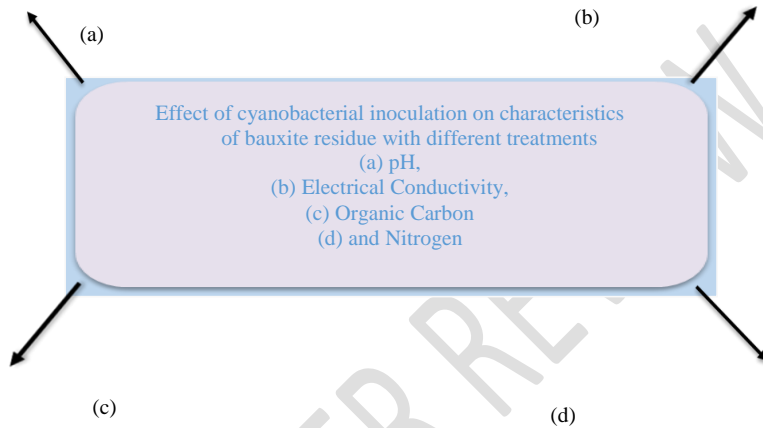 (a)
(b)
Effect of cyanobacterial inoculation on characteristics
of bauxite residue with different treatments
(a) pH,
(b) Electrical Conductivity,
(c) Organic Carbon
(d) and Nitrogen
(c)
(d)